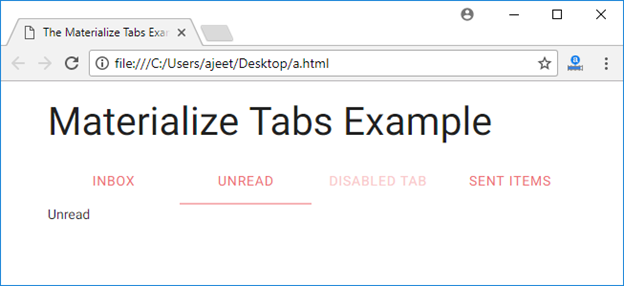 The Materialize Tabs Exa
file:///C:/Users/ajeet/Desktop/a.html
Materialize Tabs Example
INBOX UNREAD DISABLED TAB SENT ITEMS
Unread